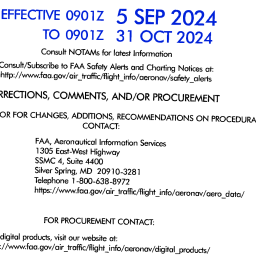 EFFECTIVE 0901Z 5 SEP 2024
TO 0901Z 31 OCT 2024
Consult NOTAMs for latest Information
Consult/Subscribe to FAA Safety Alerts and Charting Notices at:
http://www.faa.gov/air_traffic/flight_info/aeronav/safety_alerts
RRECTIONS, COMMENTS, AND/OR PROCUREMENT
OR FOR CHANGES, ADDITIONS, RECOMMENDATIONS ON PROCEDURA
CONTACT:
FAA, Aeronautical Information Services
1305 East-West Highway
SSMC 4, Suite 4400
Silver Spring, MD 20910-3281
Telephone 1-800-638-8972
https://www.faa.gov/air_traffic/flight_info/aeronav/aero_data/
FOR PROCUREMENT CONTACT:
digital products, visit our website at:
://www.faa.gov/air_traffic/flight_info/aeronav/digital_products/